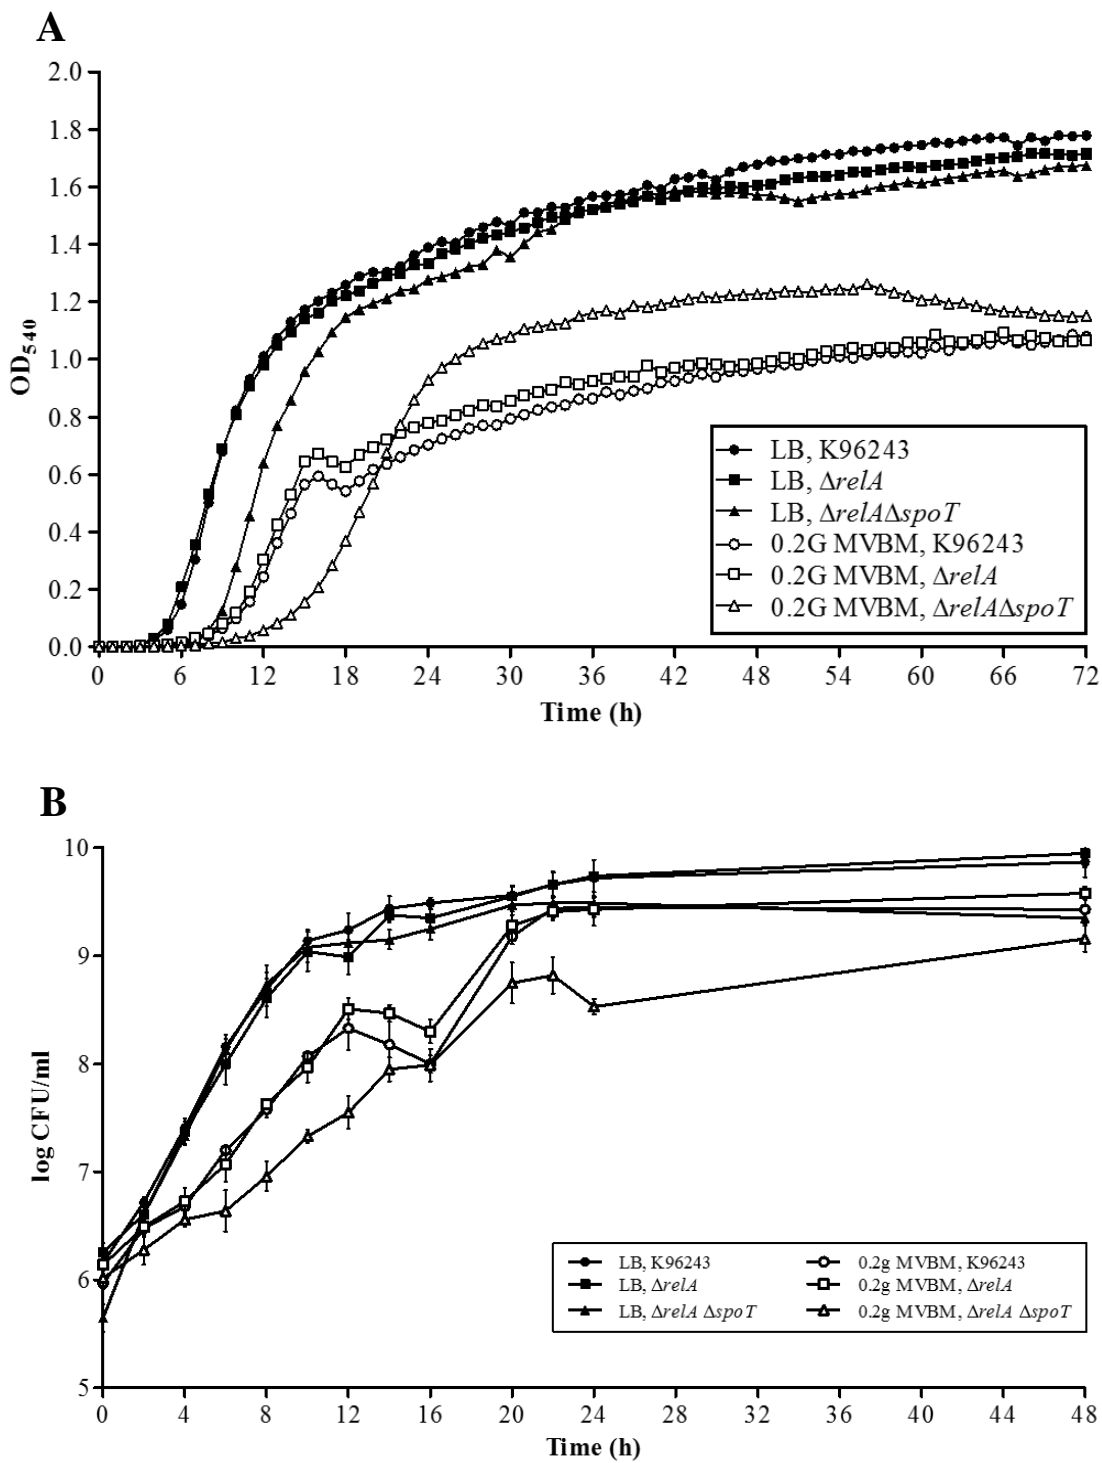 A
2.0
1.8
1.6
1.4
1.2
1.0
0.8
0.6
0.4
0.2
0.0
OD540
LB, K96243
LB, ΔrelA
LB, ΔrelAΔspoT
0.2G MVBM, K96243
0.2G MVBM, ΔrelA
0.2G MVBM, ΔrelAΔspoT
0 6 12 18 24 30 36 42 48 54 60 66 72
Time (h)
B
10
9
8
7
6
5
log CFU/ml
LB, K96243 0.2g MVBM, K96243
LB, ΔrelA 0.2g MVBM, ΔrelA
LB, ΔrelA ΔspoT 0.2g MVBM, ΔrelA ΔspoT
0 4 8 12 16 20 24 28 32 36 40 44 48
Time (h)